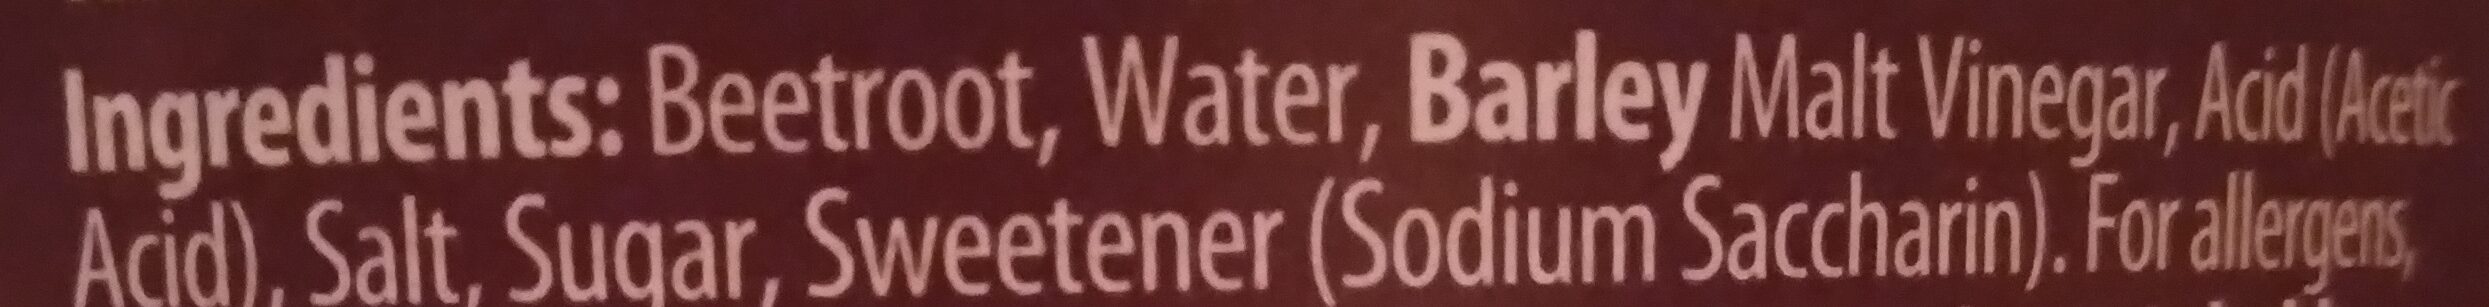 Ingredients: Beetroot, Water, Barley Malt Vinegar, Acid (Acetic
Acid), Salt, Sugar, Sweetener (Sodium Saccharin). For allergens,